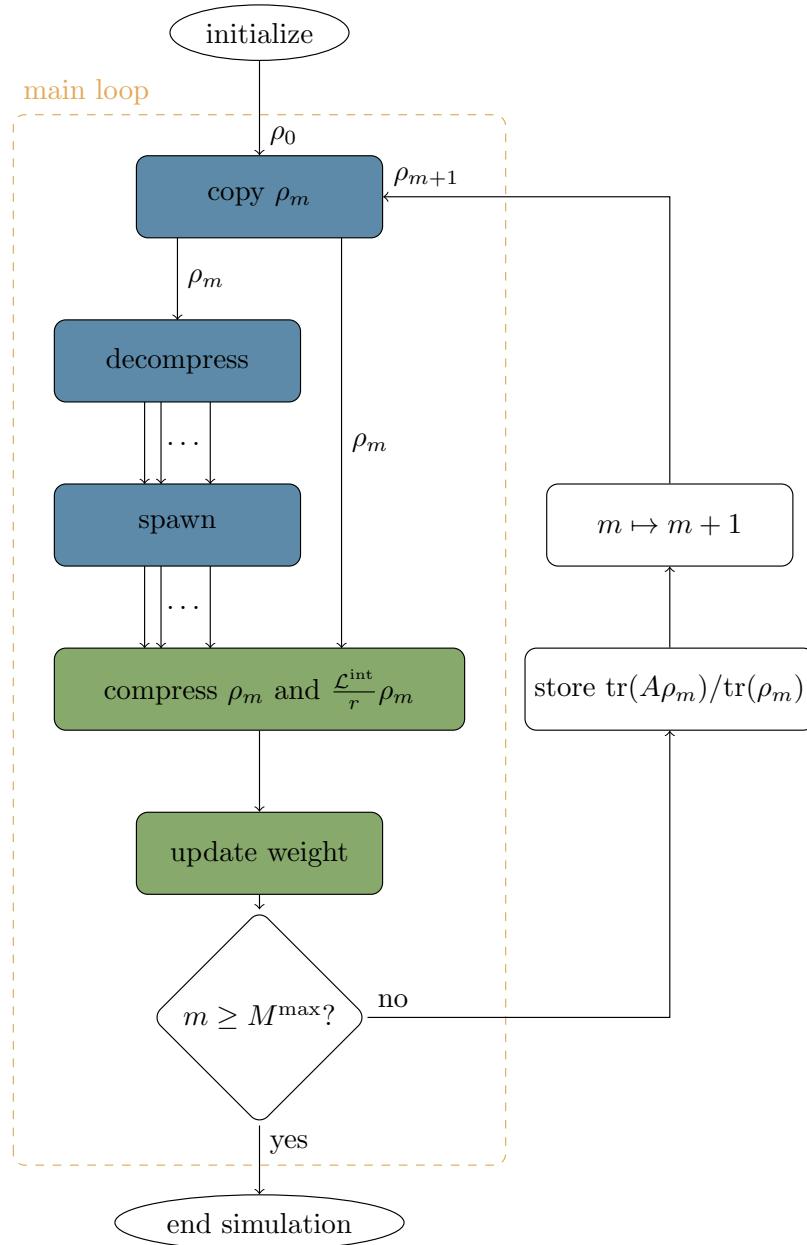 initialize
main loop
ρ₀
copy ρₘ
ρₘ₊₁
ρₘ
decompress
...
ρₘ
spawn
m ↦ m + 1
...
compress ρₘ and 𝓛ⁱⁿᵗ/r ρₘ
store tr(Aρₘ)/tr(ρₘ)
update weight
m ≥ Mᵐᵃˣ?
no
yes
end simulation